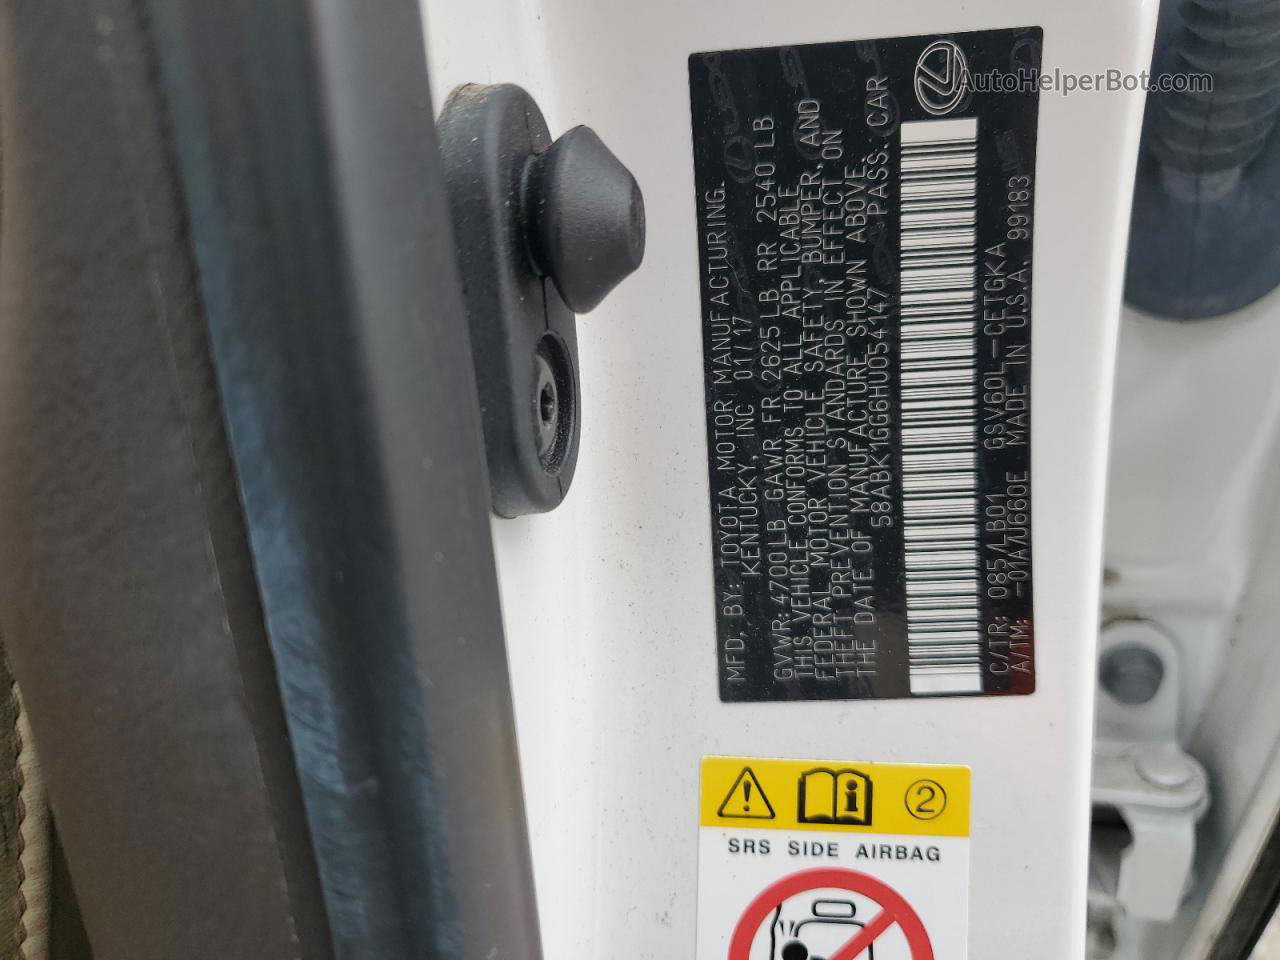 AutoHelperBot.com
MFD. BY: TOYOTA MOTOR MANUFACTURING.
KENTUCKY, INC 01/17
GVWR: 4700 LB GAWR FR 2625 LB RR 2540 LB
THIS VEHICLE CONFORMS TO ALL APPLICABLE
FEDERAL MOTOR VEHICLE SAFETY, BUMPER, AND
THEFT PREVENTION STANDARDS IN EFFECT ON
THE DATE OF MANUFACTURE SHOWN ABOVE.
58ABK1GG6HU054147 PASS. CAR
C/TR: 085/LB01 GSV60L-CETGKA
A/TM: -01A/U660E MADE IN U.S.A. 99183
2
SRS SIDE AIRBAG